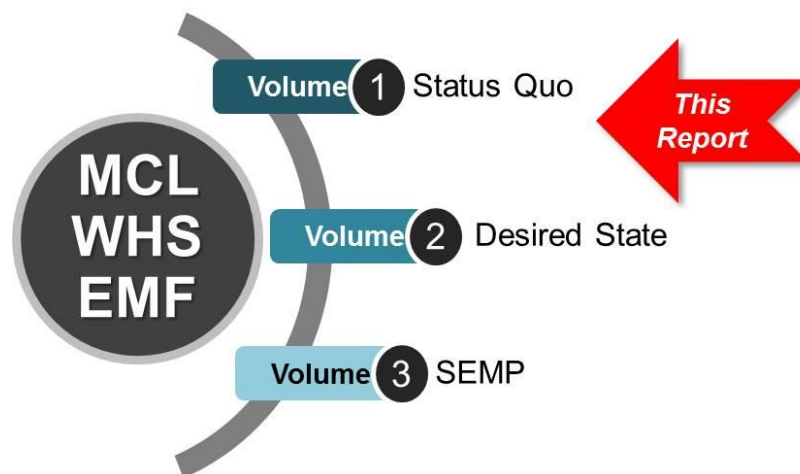 MCL
WHS
EMF
Volume 1 Status Quo
Volume 2 Desired State
Volume 3 SEMP
This
Report